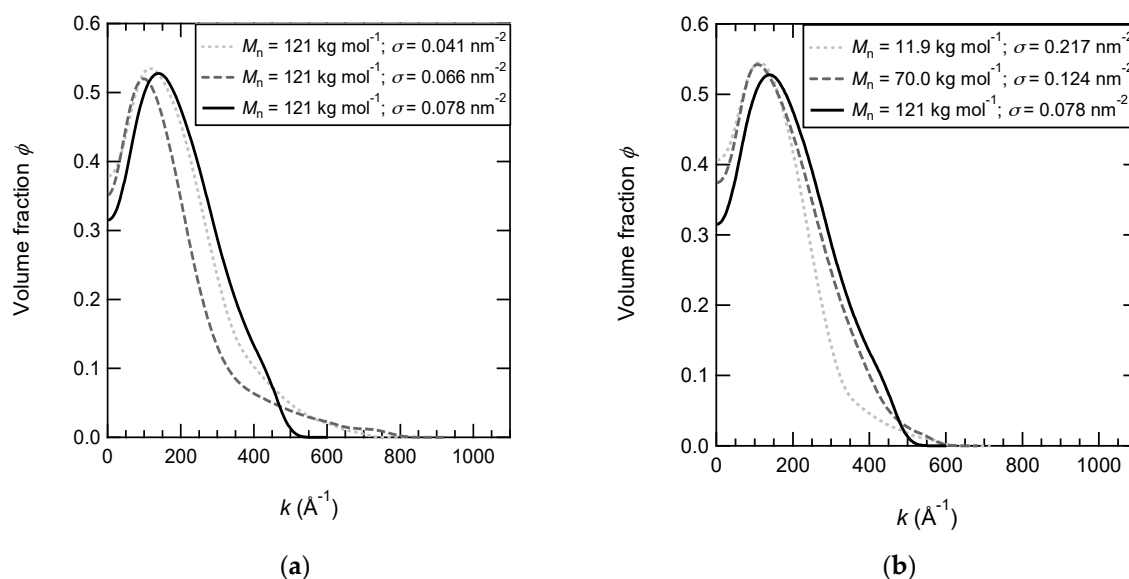 0.6
0.5
0.4
0.3
0.2
0.1
0.0
Volume fraction ϕ
Mn = 121 kg mol⁻¹; σ = 0.041 nm⁻²
Mn = 121 kg mol⁻¹; σ = 0.066 nm⁻²
Mn = 121 kg mol⁻¹; σ = 0.078 nm⁻²
0 200 400 600 800 1000
k (Å⁻¹)
(a)
0.6
0.5
0.4
0.3
0.2
0.1
0.0
Volume fraction ϕ
Mn = 11.9 kg mol⁻¹; σ = 0.217 nm⁻²
Mn = 70.0 kg mol⁻¹; σ = 0.124 nm⁻²
Mn = 121 kg mol⁻¹; σ = 0.078 nm⁻²
0 200 400 600 800 1000
k (Å⁻¹)
(b)